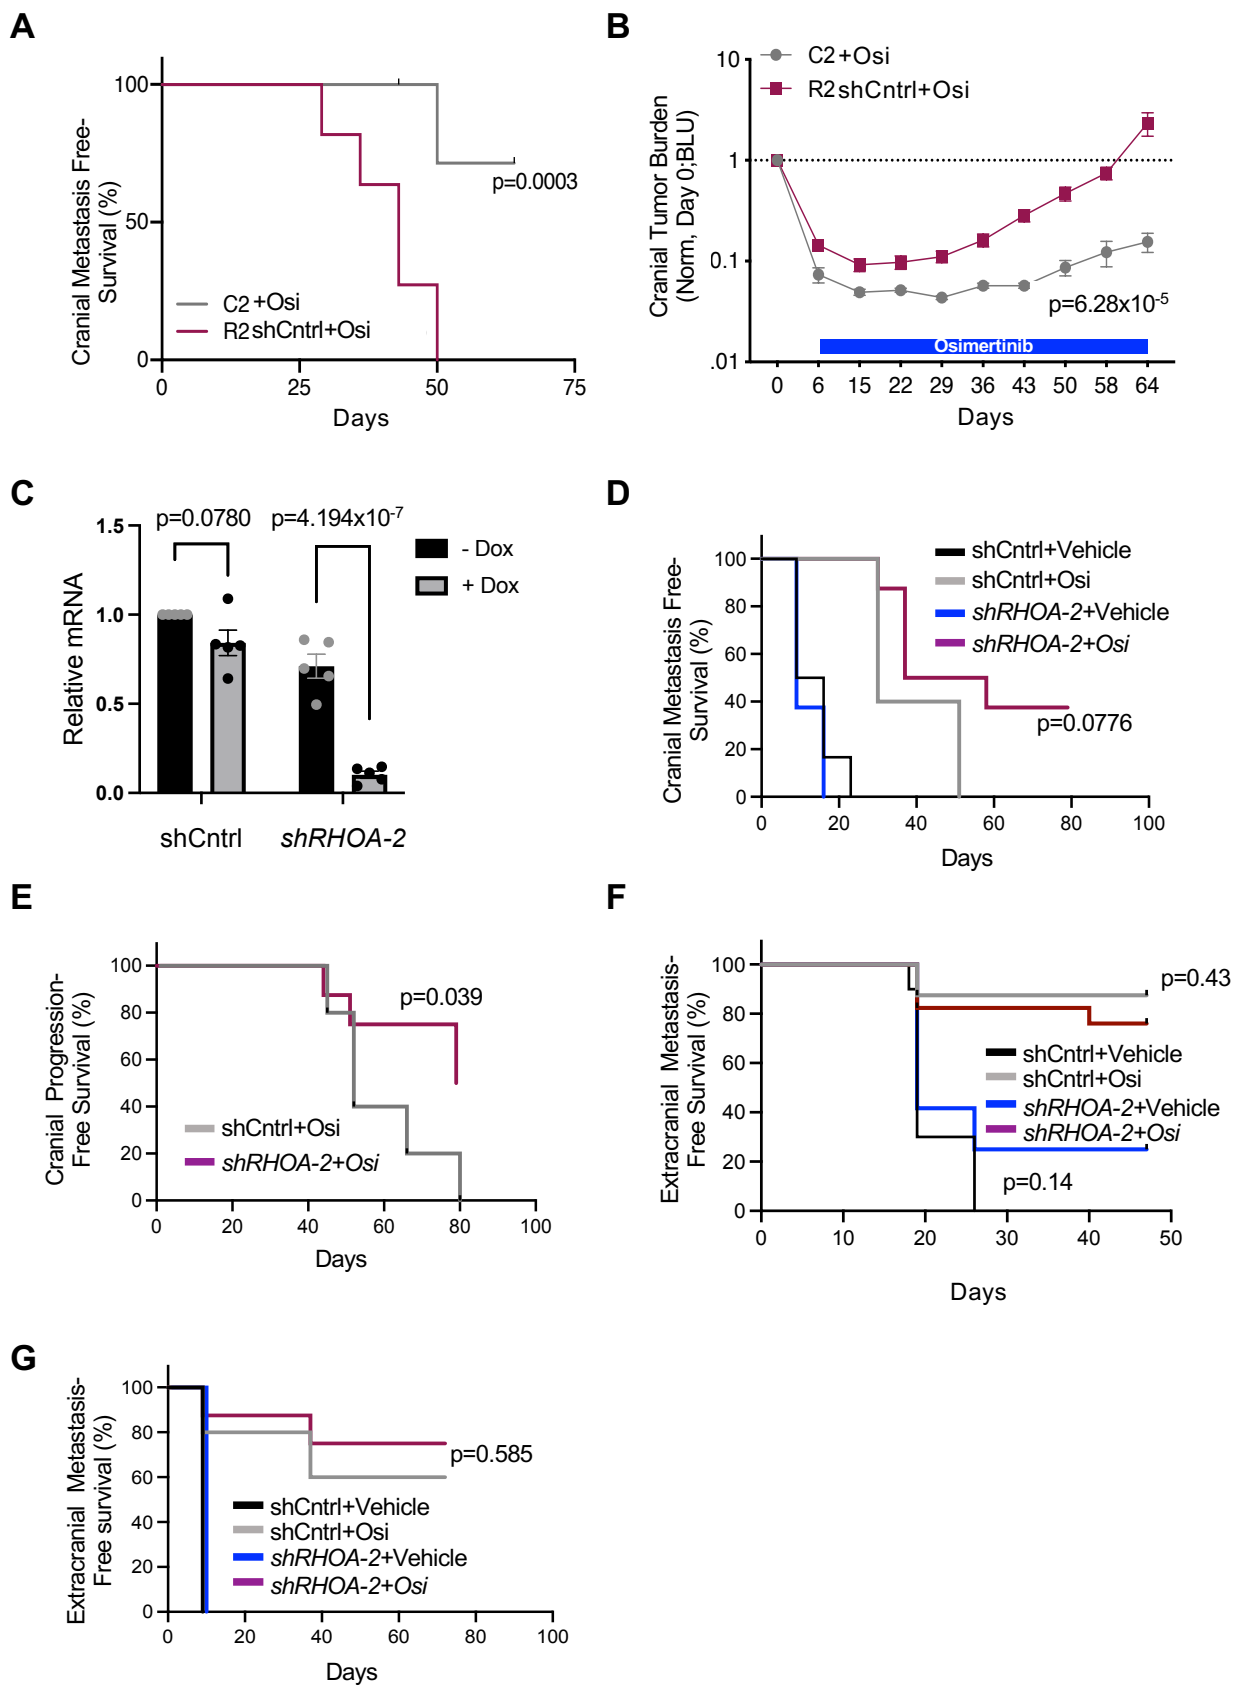 A
Cranial Metastasis Free-
Survival (%)
100
50
0
0 25 50 75
Days
p=0.0003
C2+Osi
R2shCntrl+Osi
B
C2+Osi
R2shCntrl+Osi
Cranial Tumor Burden
(Norm, Day 0;BLU)
10
1
0.1
.01
p=6.28x10-5
Osimertinib
0 6 15 22 29 36 43 50 58 64
Days
C
p=0.0780 p=4.194x10-7
- Dox
+ Dox
Relative mRNA
1.5
1.0
0.5
0.0
shCntrl shRHOA-2
D
Cranial Metastasis Free-
Survival (%)
100
80
60
40
20
0
shCntrl+Vehicle
shCntrl+Osi
shRHOA-2+Vehicle
shRHOA-2+Osi
p=0.0776
0 20 40 60 80 100
Days
E
Cranial Progression-
Free Survival (%)
100
80
60
40
20
0
p=0.039
shCntrl+Osi
shRHOA-2+Osi
0 20 40 60 80 100
Days
F
Extracranial Metastasis-
Free Survival (%)
100
80
60
40
20
0
p=0.43
shCntrl+Vehicle
shCntrl+Osi
shRHOA-2+Vehicle
shRHOA-2+Osi
p=0.14
0 10 20 30 40 50
Days
G
Extracranial Metastasis-
Free survival (%)
100
80
60
40
20
0
p=0.585
shCntrl+Vehicle
shCntrl+Osi
shRHOA-2+Vehicle
shRHOA-2+Osi
0 20 40 60 80 100
Days